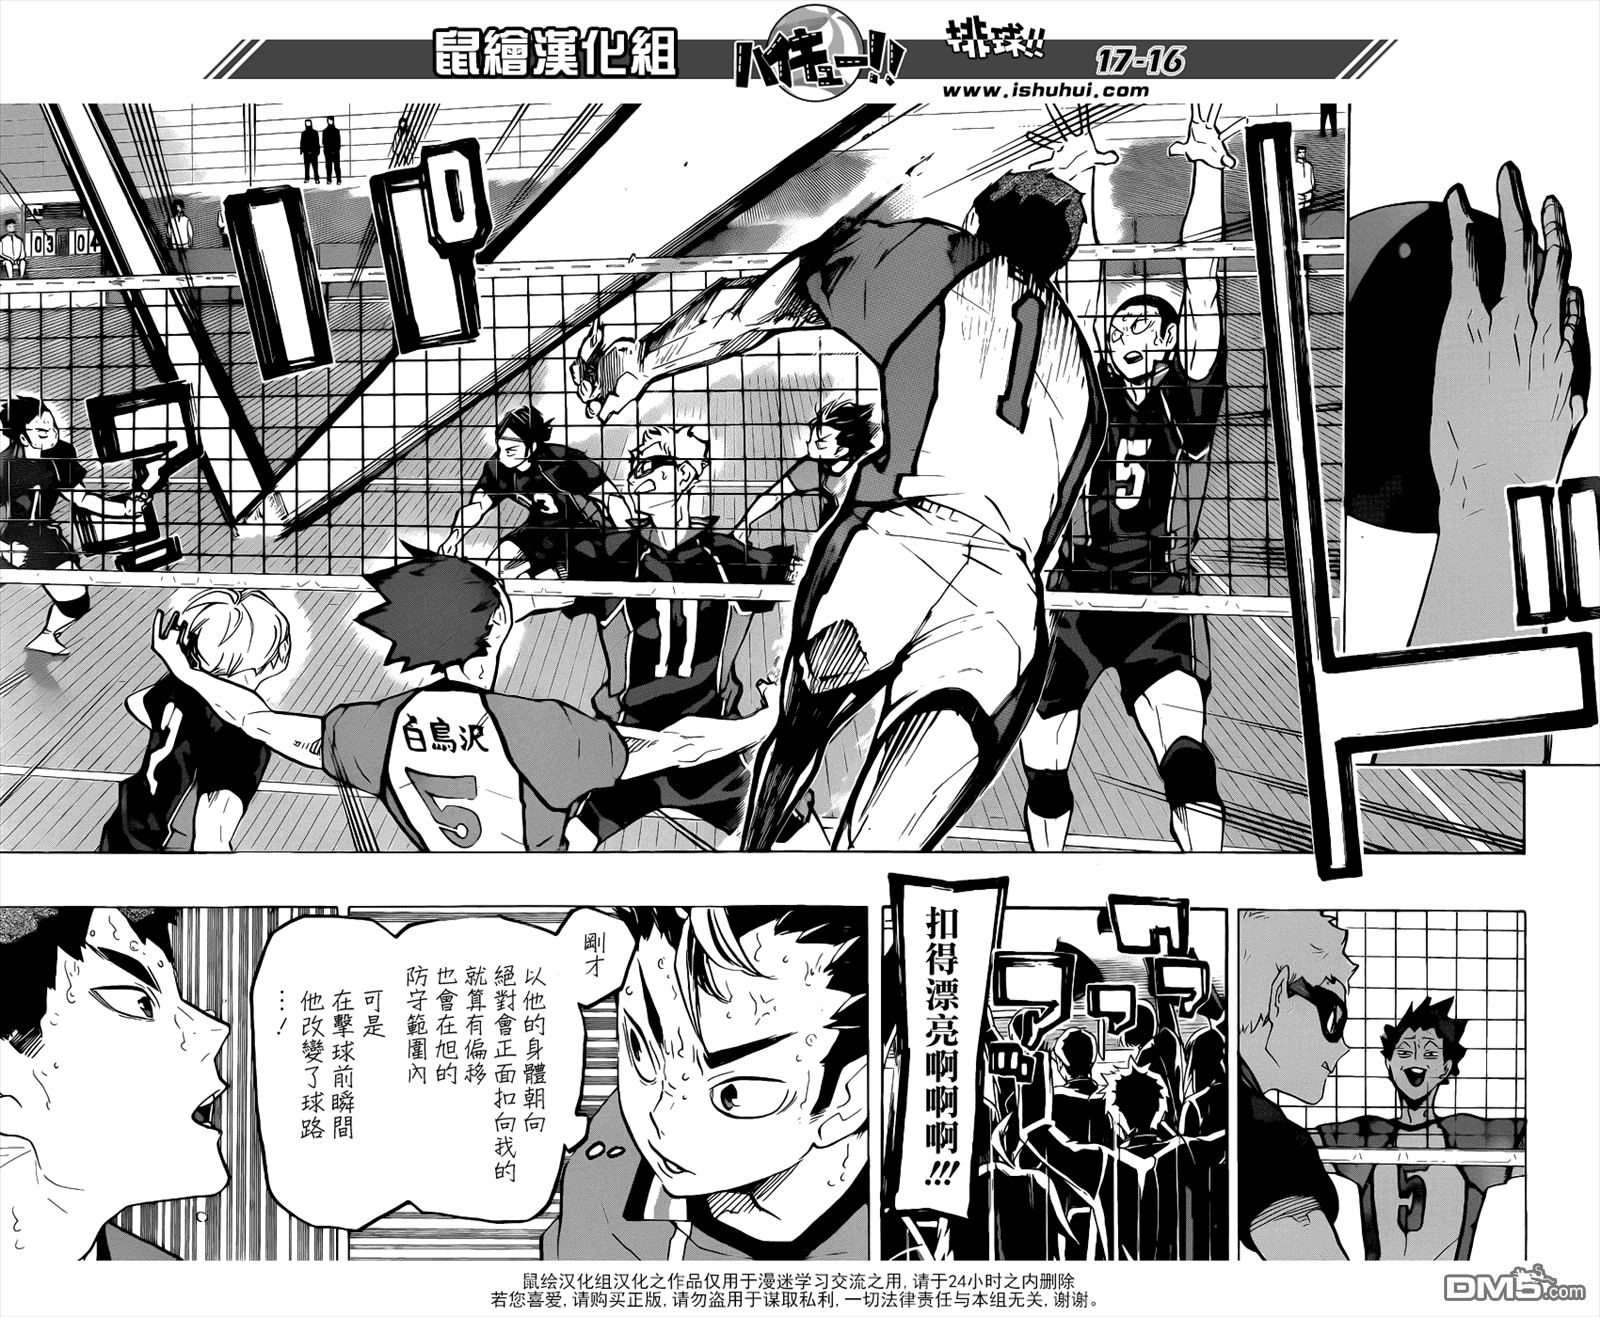 鼠繪漢化組
ハイキュー!!
排球!!
17-16
www.ishuhui.com
03 04
1
5
3
11
白鳥沢
5
扣得漂亮啊啊啊!!!
5
剛才
以他的身體朝向
絕對會正面扣向我的
就算有偏移
也會在旭的
防守範圍內
可是
在擊球前瞬間
他改變了球路
…!
鼠绘汉化组汉化之作品仅用于漫迷学习交流之用,请于24小时之内删除
若您喜爱,请购买正版,请勿盗用于谋取私利,一切法律责任与本组无关,谢谢。
DM5.com